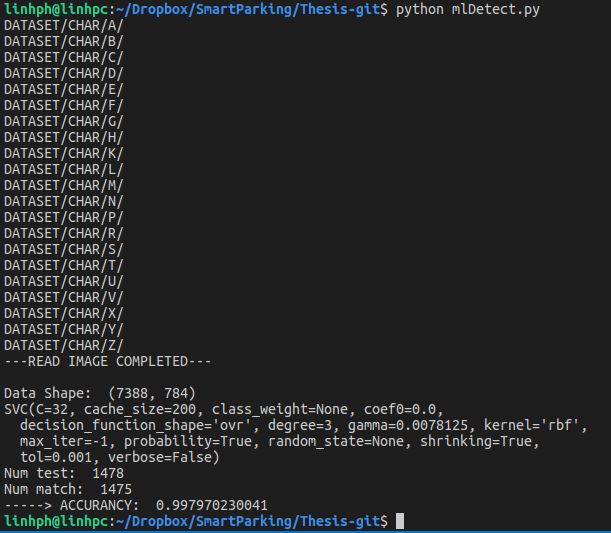 linhph@linhpc:~/Dropbox/SmartParking/Thesis-git$ python mlDetect.py
DATASET/CHAR/A/
DATASET/CHAR/B/
DATASET/CHAR/C/
DATASET/CHAR/D/
DATASET/CHAR/E/
DATASET/CHAR/F/
DATASET/CHAR/G/
DATASET/CHAR/H/
DATASET/CHAR/K/
DATASET/CHAR/L/
DATASET/CHAR/M/
DATASET/CHAR/N/
DATASET/CHAR/P/
DATASET/CHAR/R/
DATASET/CHAR/S/
DATASET/CHAR/T/
DATASET/CHAR/U/
DATASET/CHAR/V/
DATASET/CHAR/X/
DATASET/CHAR/Y/
DATASET/CHAR/Z/
---READ IMAGE COMPLETED---
Data Shape:  (7388, 784)
SVC(C=32, cache_size=200, class_weight=None, coef0=0.0,
  decision_function_shape='ovr', degree=3, gamma=0.0078125, kernel='rbf',
  max_iter=-1, probability=True, random_state=None, shrinking=True,
  tol=0.001, verbose=False)
Num test:  1478
Num match:  1475
-----> ACCURANCY:  0.997970230041
linhph@linhpc:~/Dropbox/SmartParking/Thesis-git$